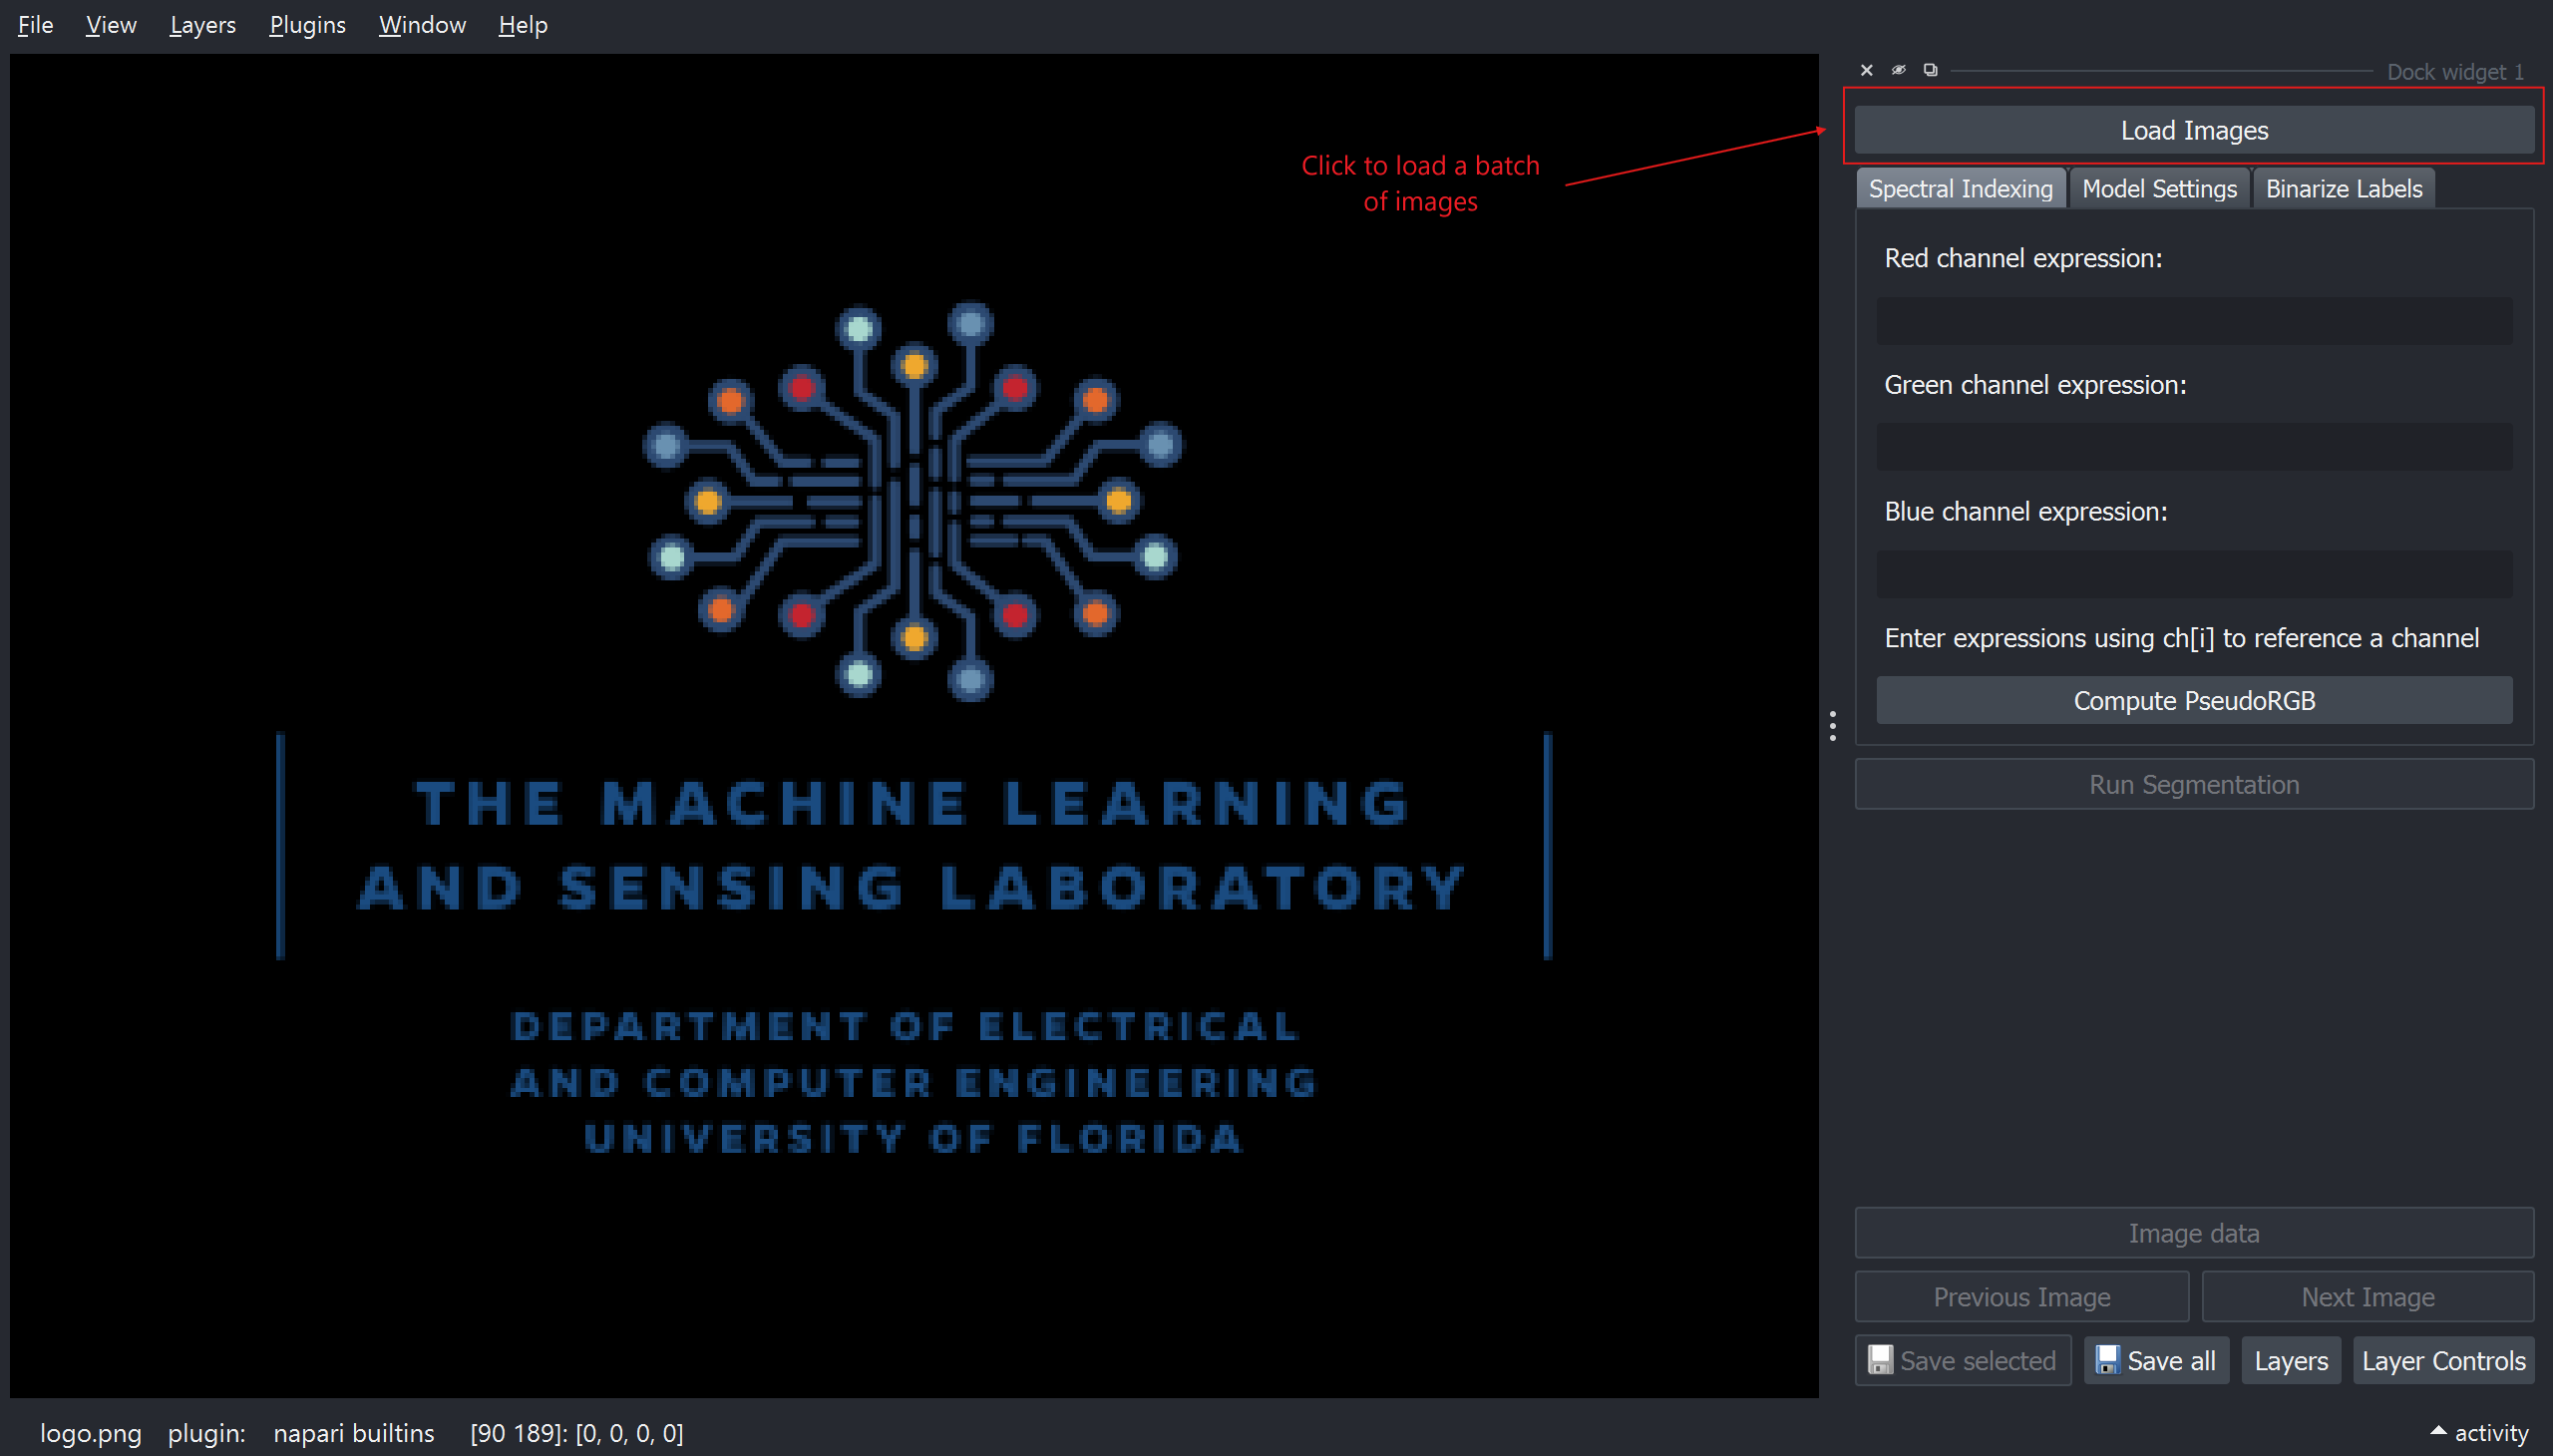 File View Layers Plugins Window Help
Dock widget 1
Load Images
Click to load a batch
of images
Spectral Indexing Model Settings Binarize Labels
Red channel expression:
Green channel expression:
Blue channel expression:
Enter expressions using ch[i] to reference a channel
Compute PseudoRGB
Run Segmentation
THE MACHINE LEARNING
AND SENSING LABORATORY
DEPARTMENT OF ELECTRICAL
AND COMPUTER ENGINEERING
UNIVERSITY OF FLORIDA
Image data
Previous Image Next Image
Save selected Save all Layers Layer Controls
logo.png plugin: napari builtins [90 189]: [0, 0, 0, 0]
activity